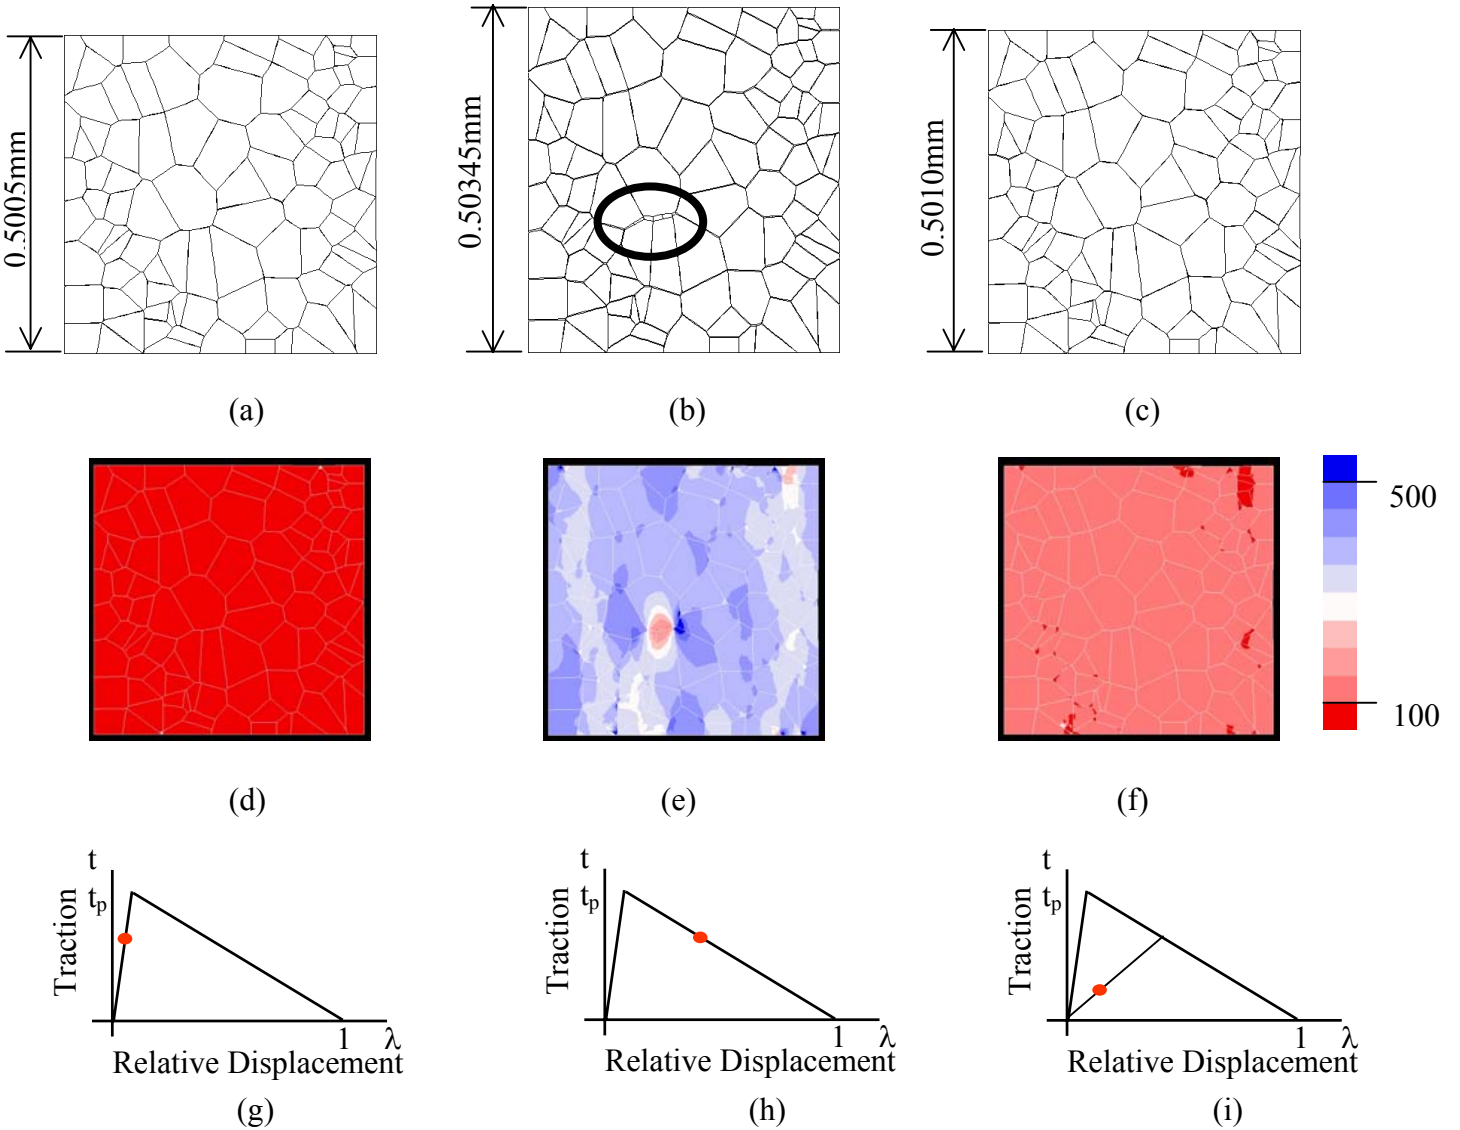 0.5005mm
0.50345mm
0.5010mm
(a)
(b)
(c)
500
100
(d)
(e)
(f)
t
tp
Traction
1
λ
Relative Displacement
t
tp
Traction
1
λ
Relative Displacement
t
tp
Traction
1
λ
Relative Displacement
(g)
(h)
(i)